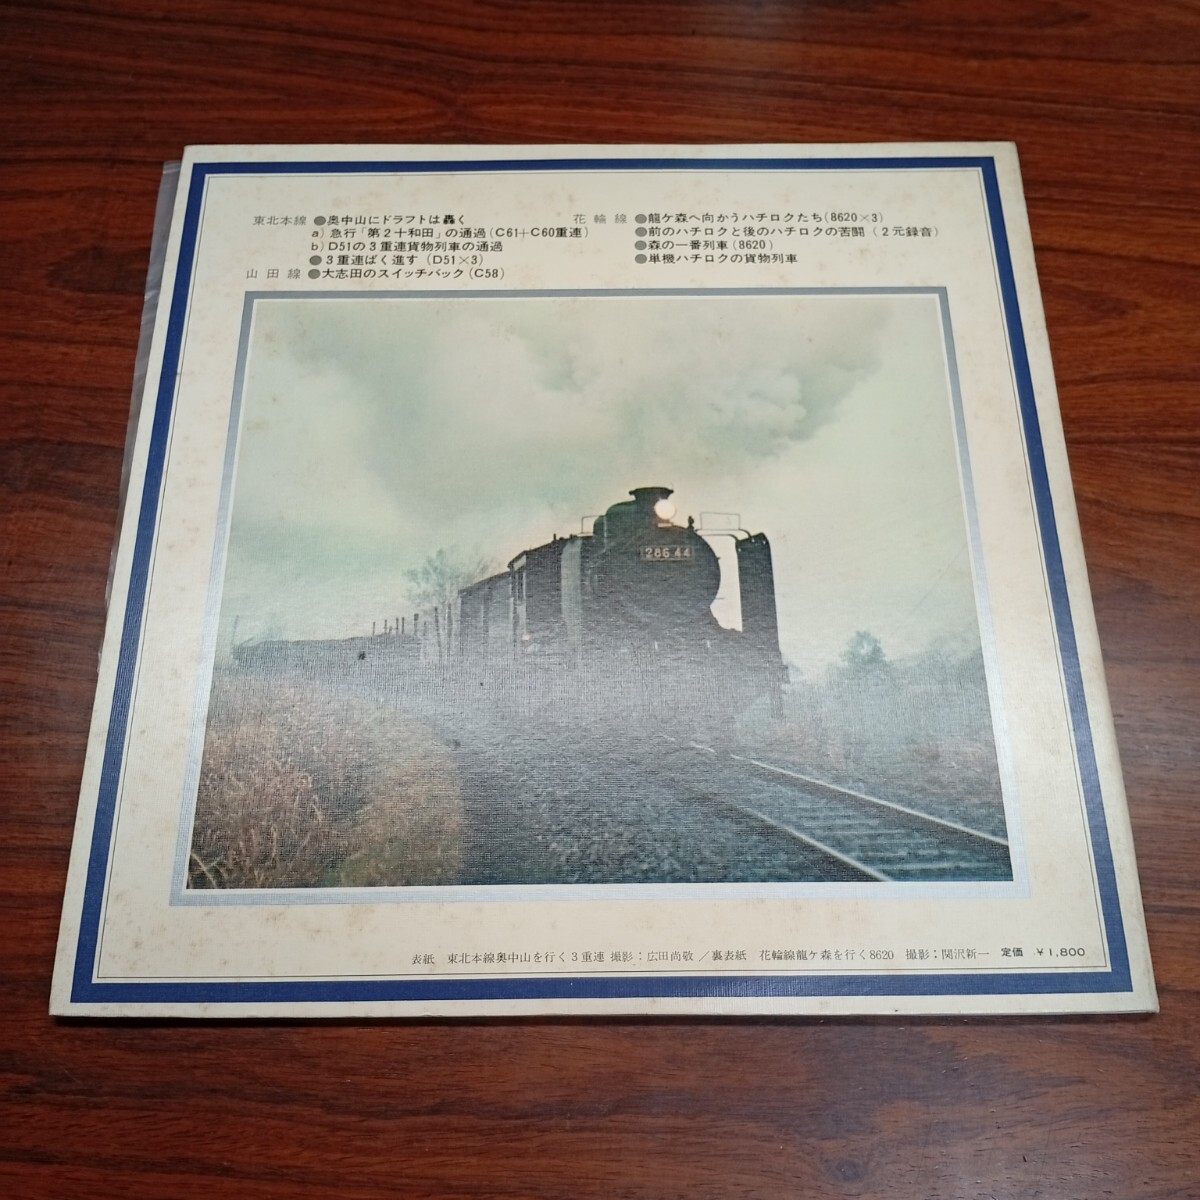 東北本線 ●奥中山にドラフトは轟く
a) 急行「第2十和田」の通過(C61+C60重連)
b) D51の3重連貨物列車の通過
●3重連ばく進す (D51×3)
山田線 ●大志田のスイッチバック(C58)
花輪線 ●龍ケ森へ向かうハチロクたち(8620×3)
●前のハチロクと後のハチロクの苦闘 (2元録音)
●森の一番列車(8620)
●単機ハチロクの貨物列車
28644
表紙 東北本線奥中山を行く3重連 撮影:広田尚敬/裏表紙 花輪線龍ケ森を行く8620 撮影:関沢新一 定価 ¥1,800